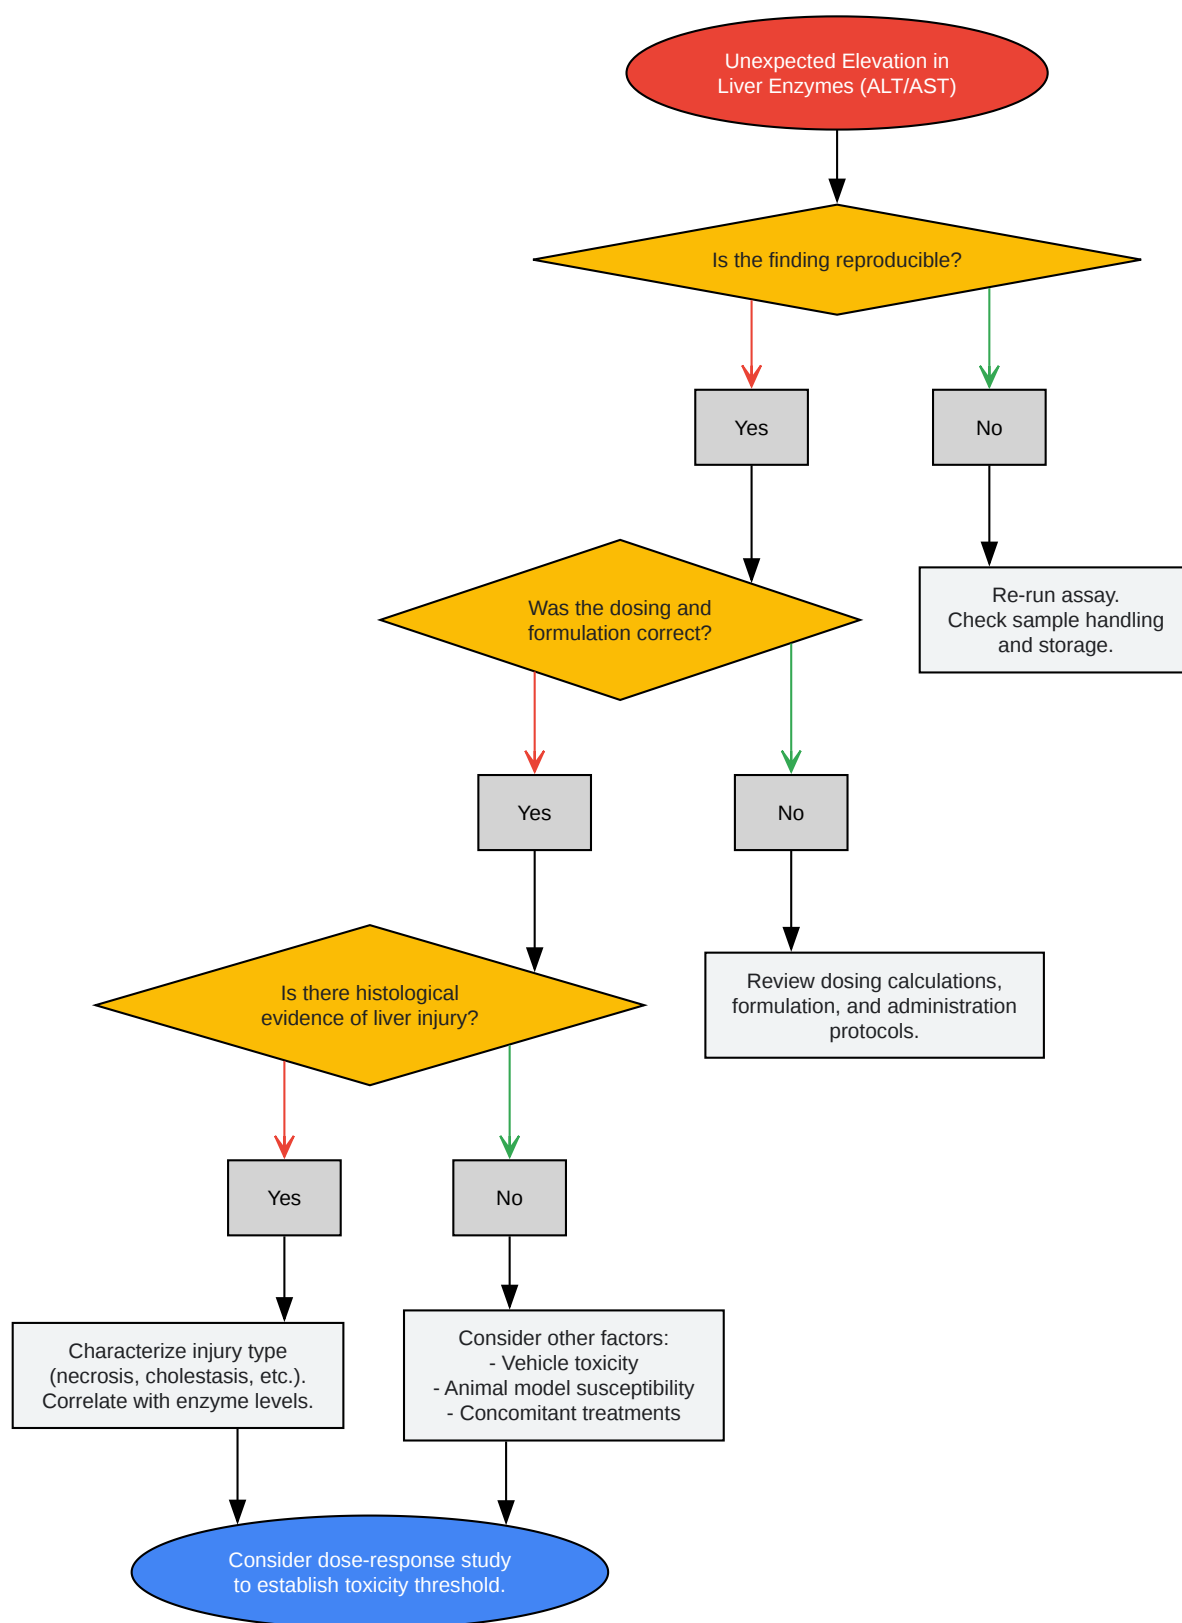 Unexpected Elevation in
Liver Enzymes (ALT/AST)
Is the finding reproducible?
Yes
No
Re-run assay.
Check sample handling
and storage.
Was the dosing and
formulation correct?
Yes
No
Review dosing calculations,
formulation, and administration
protocols.
Is there histological
evidence of liver injury?
Yes
No
Characterize injury type
(necrosis, cholestasis, etc.).
Correlate with enzyme levels.
Consider other factors:
- Vehicle toxicity
- Animal model susceptibility
- Concomitant treatments
Consider dose-response study
to establish toxicity threshold.